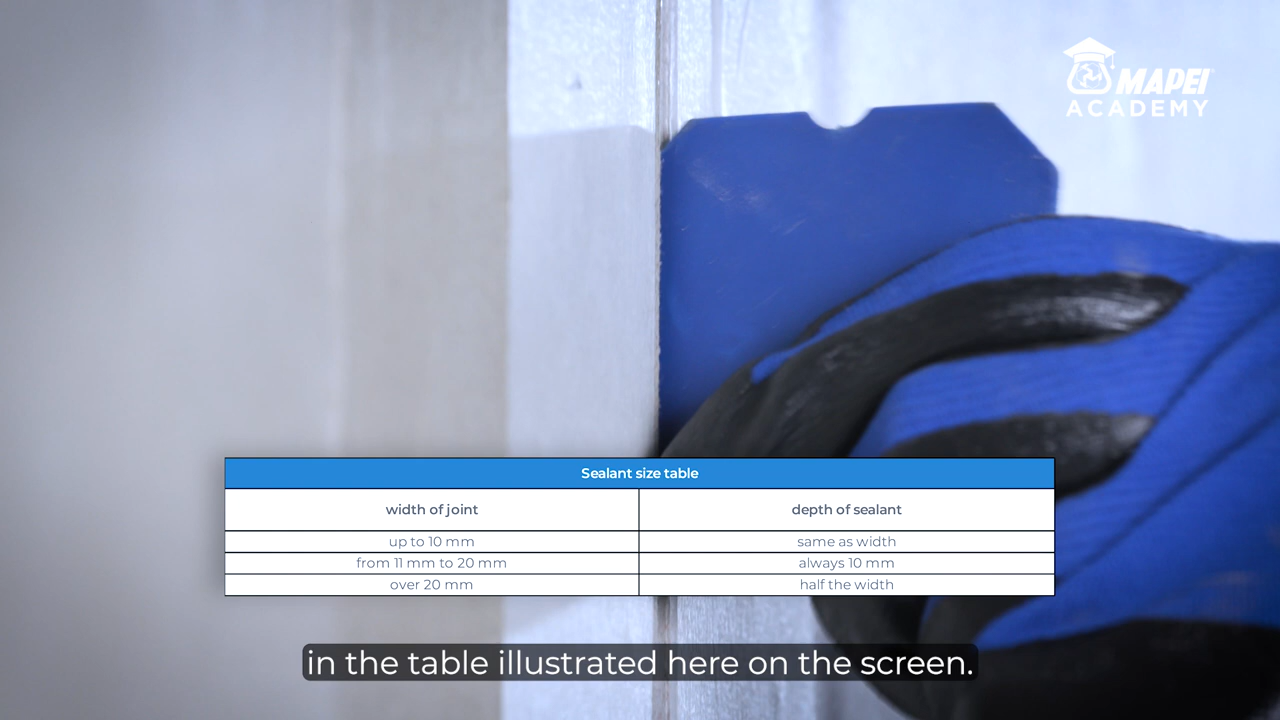 MAPEI
ACADEMY
Sealant size table
width of joint
depth of sealant
up to 10 mm
same as width
from 11 mm to 20 mm
always 10 mm
over 20 mm
half the width
in the table illustrated here on the screen.